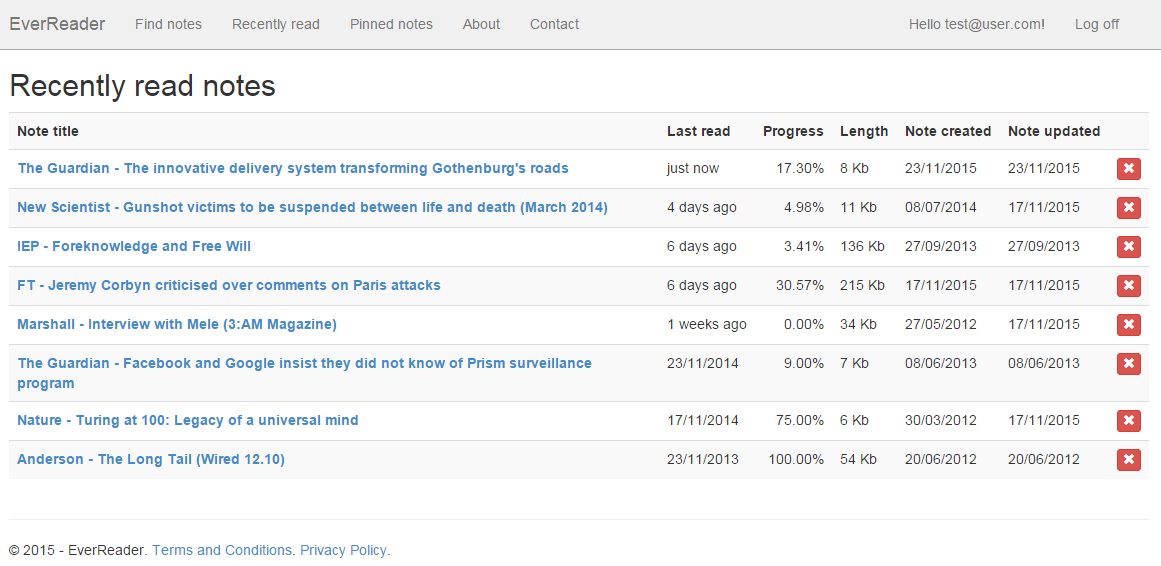 EverReader Find notes Recently read Pinned notes About Contact Hello test@user.com! Log off
Recently read notes
Note title Last read Progress Length Note created Note updated
The Guardian - The innovative delivery system transforming Gothenburg's roads just now 17.30% 8 Kb 23/11/2015 23/11/2015
New Scientist - Gunshot victims to be suspended between life and death (March 2014) 4 days ago 4.98% 11 Kb 08/07/2014 17/11/2015
IEP - Foreknowledge and Free Will 6 days ago 3.41% 136 Kb 27/09/2013 27/09/2013
FT - Jeremy Corbyn criticised over comments on Paris attacks 6 days ago 30.57% 215 Kb 17/11/2015 17/11/2015
Marshall - Interview with Mele (3:AM Magazine) 1 weeks ago 0.00% 34 Kb 27/05/2012 17/11/2015
The Guardian - Facebook and Google insist they did not know of Prism surveillance 23/11/2014 9.00% 7 Kb 08/06/2013 08/06/2013
program
Nature - Turing at 100: Legacy of a universal mind 17/11/2014 75.00% 6 Kb 30/03/2012 17/11/2015
Anderson - The Long Tail (Wired 12.10) 23/11/2013 100.00% 54 Kb 20/06/2012 20/06/2012
© 2015 - EverReader. Terms and Conditions. Privacy Policy.